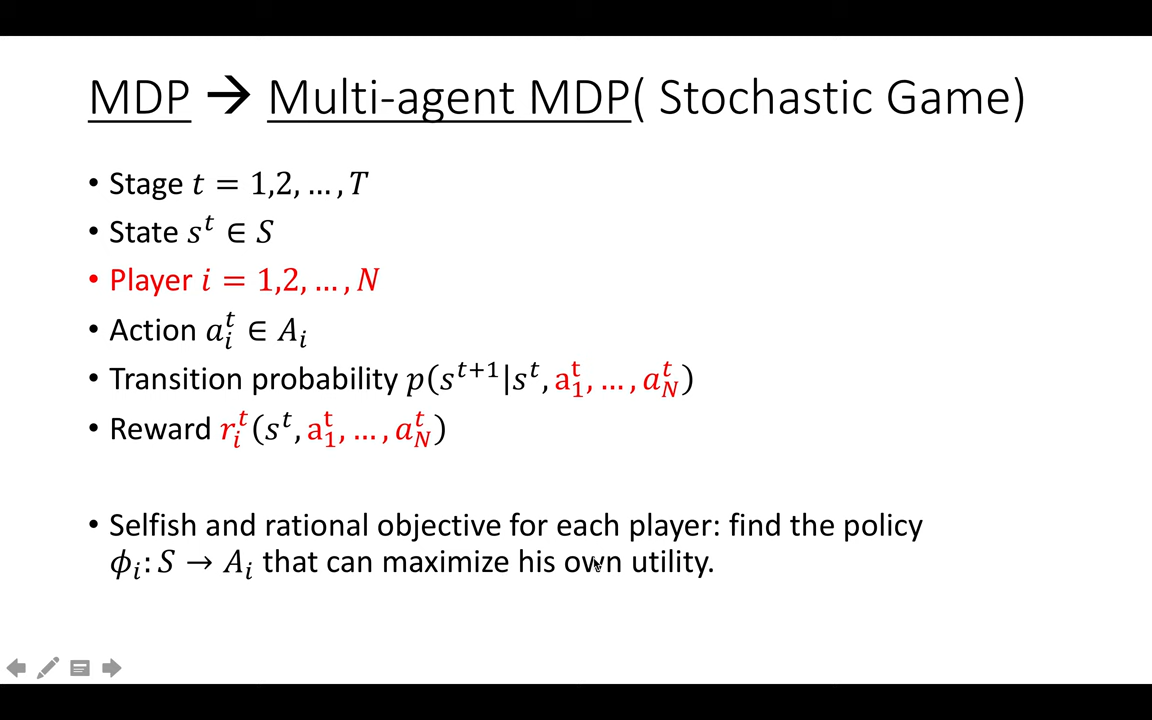 MDP → Multi-agent MDP( Stochastic Game)
• Stage t = 1,2, … , T
• State s^t ∈ S
• Player i = 1,2, … , N
• Action a_i^t ∈ A_i
• Transition probability p(s^{t+1}|s^t, a_1^t, … , a_N^t)
• Reward r_i^t(s^t, a_1^t, … , a_N^t)
• Selfish and rational objective for each player: find the policy
ϕ_i: S → A_i that can maximize his own utility.